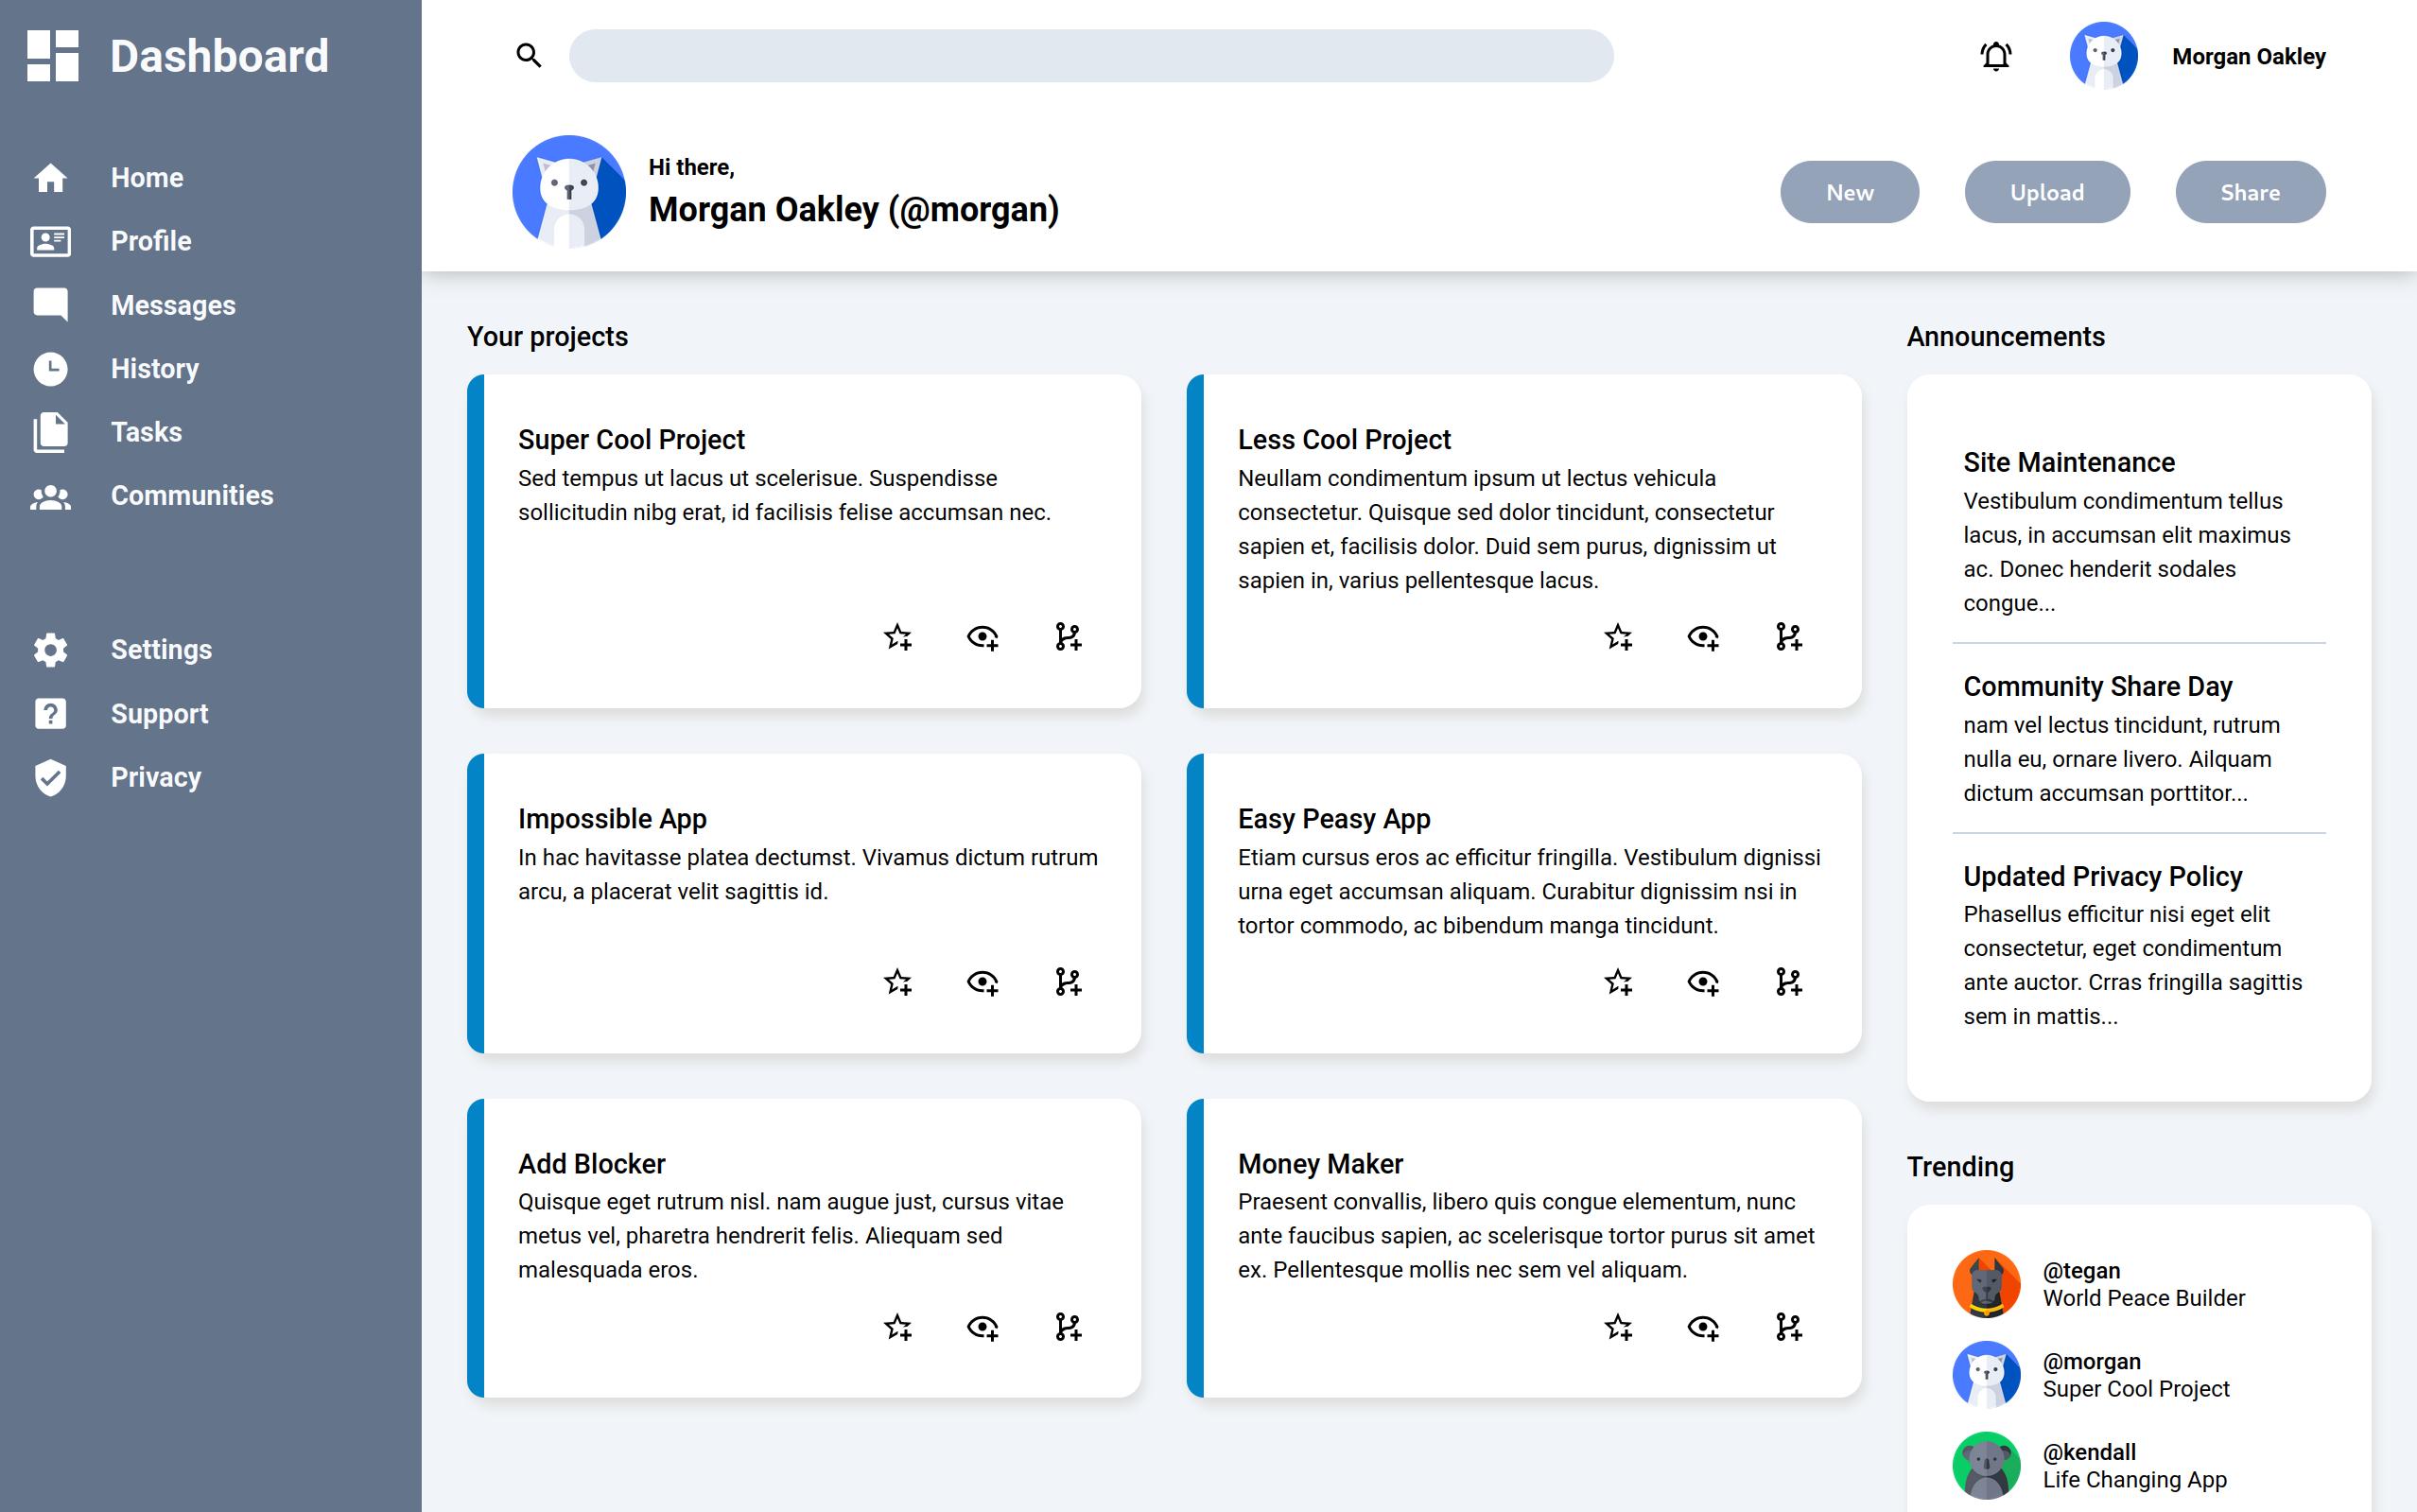 Dashboard
Home
Profile
Messages
History
Tasks
Communities
Settings
Support
Privacy
Morgan Oakley
Hi there,
Morgan Oakley (@morgan)
New
Upload
Share
Your projects
Super Cool Project
Sed tempus ut lacus ut scelerisue. Suspendisse
sollicitudin nibg erat, id facilisis felise accumsan nec.
Less Cool Project
Neullam condimentum ipsum ut lectus vehicula
consectetur. Quisque sed dolor tincidunt, consectetur
sapien et, facilisis dolor. Duid sem purus, dignissim ut
sapien in, varius pellentesque lacus.
Impossible App
In hac havitasse platea dectumst. Vivamus dictum rutrum
arcu, a placerat velit sagittis id.
Easy Peasy App
Etiam cursus eros ac efficitur fringilla. Vestibulum dignissi
urna eget accumsan aliquam. Curabitur dignissim nsi in
tortor commodo, ac bibendum manga tincidunt.
Add Blocker
Quisque eget rutrum nisl. nam augue just, cursus vitae
metus vel, pharetra hendrerit felis. Aliequam sed
malesquada eros.
Money Maker
Praesent convallis, libero quis congue elementum, nunc
ante faucibus sapien, ac scelerisque tortor purus sit amet
ex. Pellentesque mollis nec sem vel aliquam.
Announcements
Site Maintenance
Vestibulum condimentum tellus
lacus, in accumsan elit maximus
ac. Donec henderit sodales
congue...
Community Share Day
nam vel lectus tincidunt, rutrum
nulla eu, ornare livero. Ailquam
dictum accumsan porttitor...
Updated Privacy Policy
Phasellus efficitur nisi eget elit
consectetur, eget condimentum
ante auctor. Crras fringilla sagittis
sem in mattis...
Trending
@tegan
World Peace Builder
@morgan
Super Cool Project
@kendall
Life Changing App